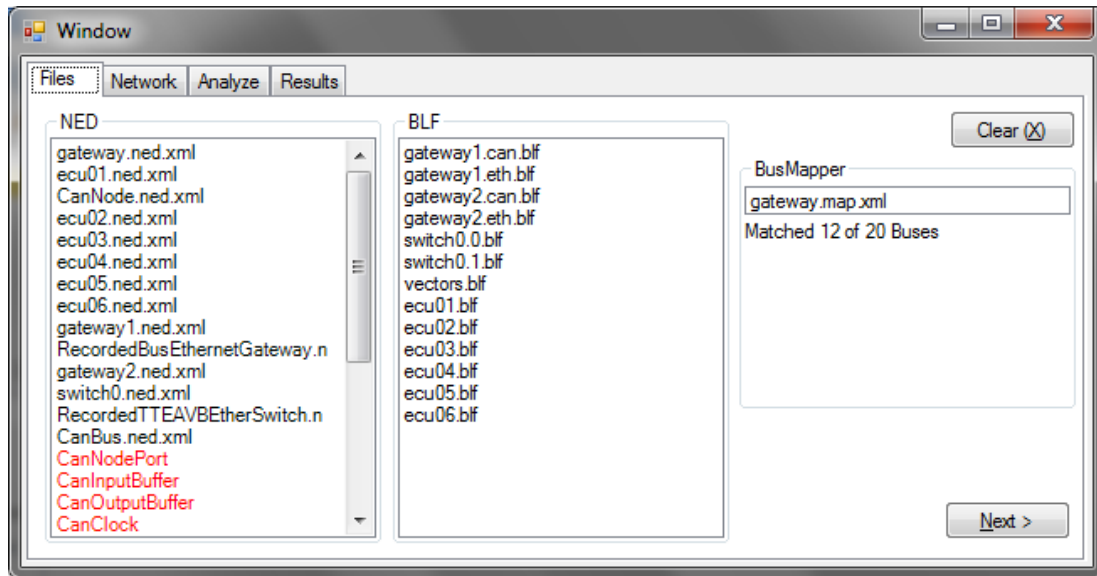 Window
Files
Network
Analyze
Results
NED
gateway.ned.xml
ecu01.ned.xml
CanNode.ned.xml
ecu02.ned.xml
ecu03.ned.xml
ecu04.ned.xml
ecu05.ned.xml
ecu06.ned.xml
gateway1.ned.xml
RecordedBusEthernetGateway.n
gateway2.ned.xml
switch0.ned.xml
RecordedTTEAVBEtherSwitch.n
CanBus.ned.xml
CanNodePort
CanInputBuffer
CanOutputBuffer
CanClock
BLF
gateway1.can.blf
gateway1.eth.blf
gateway2.can.blf
gateway2.eth.blf
switch0.0.blf
switch0.1.blf
vectors.blf
ecu01.blf
ecu02.blf
ecu03.blf
ecu04.blf
ecu05.blf
ecu06.blf
Clear (X)
BusMapper
gateway.map.xml
Matched 12 of 20 Buses
Next >